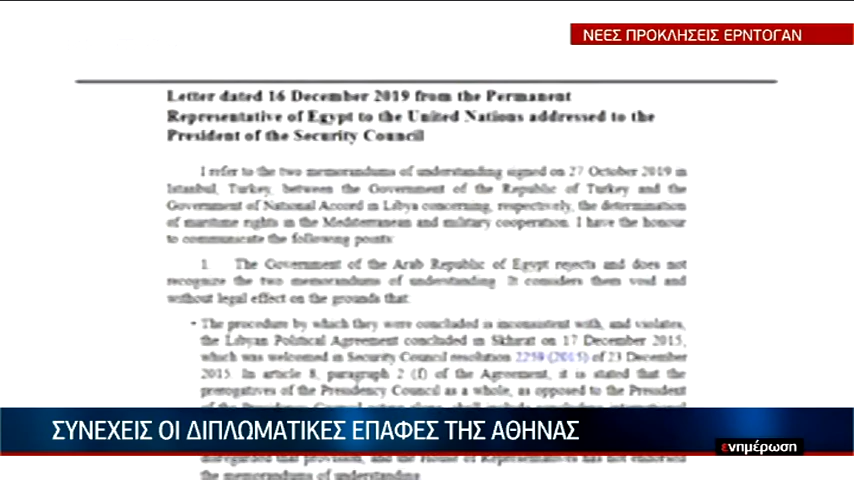 ΝΕΕΣ ΠΡΟΚΛΗΣΕΙΣ ΕΡΝΤΟΓΑΝ
Letter dated 16 December 2019 from the Permanent
Representative of Egypt to the United Nations addressed to the
President of the Security Council
I refer to the two memorandums of understanding signed on 27 October 2019 in
Istanbul, Turkey, between the Government of the Republic of Turkey and the
Government of National Accord in Libya concerning, respectively, the determination
of maritime rights in the Mediterranean and military cooperation. I have the honour
to communicate the following points:
1. The Government of the Arab Republic of Egypt rejects and does not
recognize the two memorandums of understanding. It considers them void and
without legal effect on the grounds that:
• The procedure by which they were concluded is inconsistent with, and violates,
the Libyan Political Agreement concluded in Skhirat on 17 December 2015,
which was welcomed in Security Council resolution 2259 (2015) of 23 December
2015. In article 8, paragraph 2 (f) of the Agreement, it is stated that the
prerogatives of the Presidency Council as a whole, as opposed to the President
ΣΥΝΕΧΕΙΣ ΟΙ ΔΙΠΛΩΜΑΤΙΚΕΣ ΕΠΑΦΕΣ ΤΗΣ ΑΘΗΝΑΣ
ενημέρωση
disregarded that provision, and the House of Representatives has not endorsed
the memorandums of understanding.